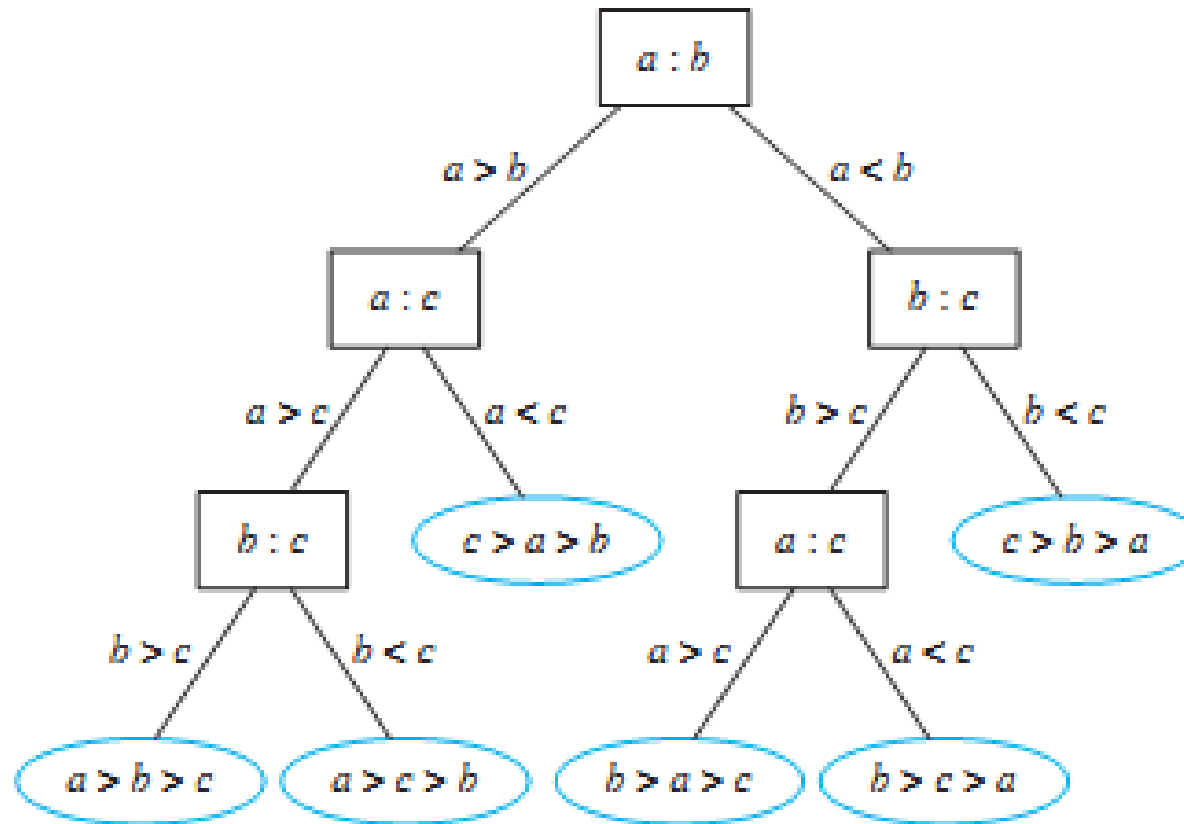 a : b
a > b a < b
a : c b : c
a > c a < c b > c b < c
b : c c > a > b a : c c > b > a
b > c b < c a > c a < c
a > b > c a > c > b b > a > c b > c > a